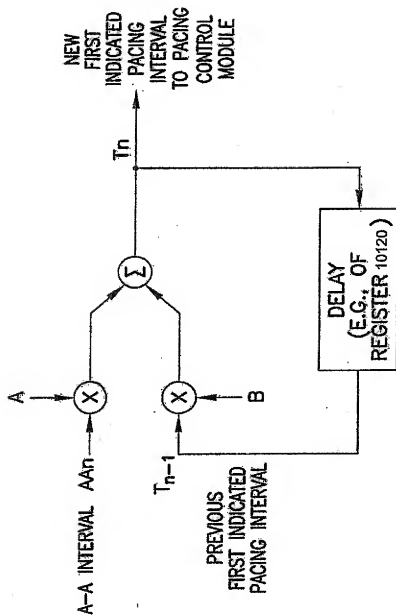 A-A INTERVAL AAn
A
X
Σ
Tn
NEW
FIRST
INDICATED
PACING
INTERVAL
TO PACING
CONTROL
MODULE
Tn-1
X
B
PREVIOUS
FIRST INDICATED
PACING INTERVAL
DELAY
(E.G., OF
REGISTER 10120)